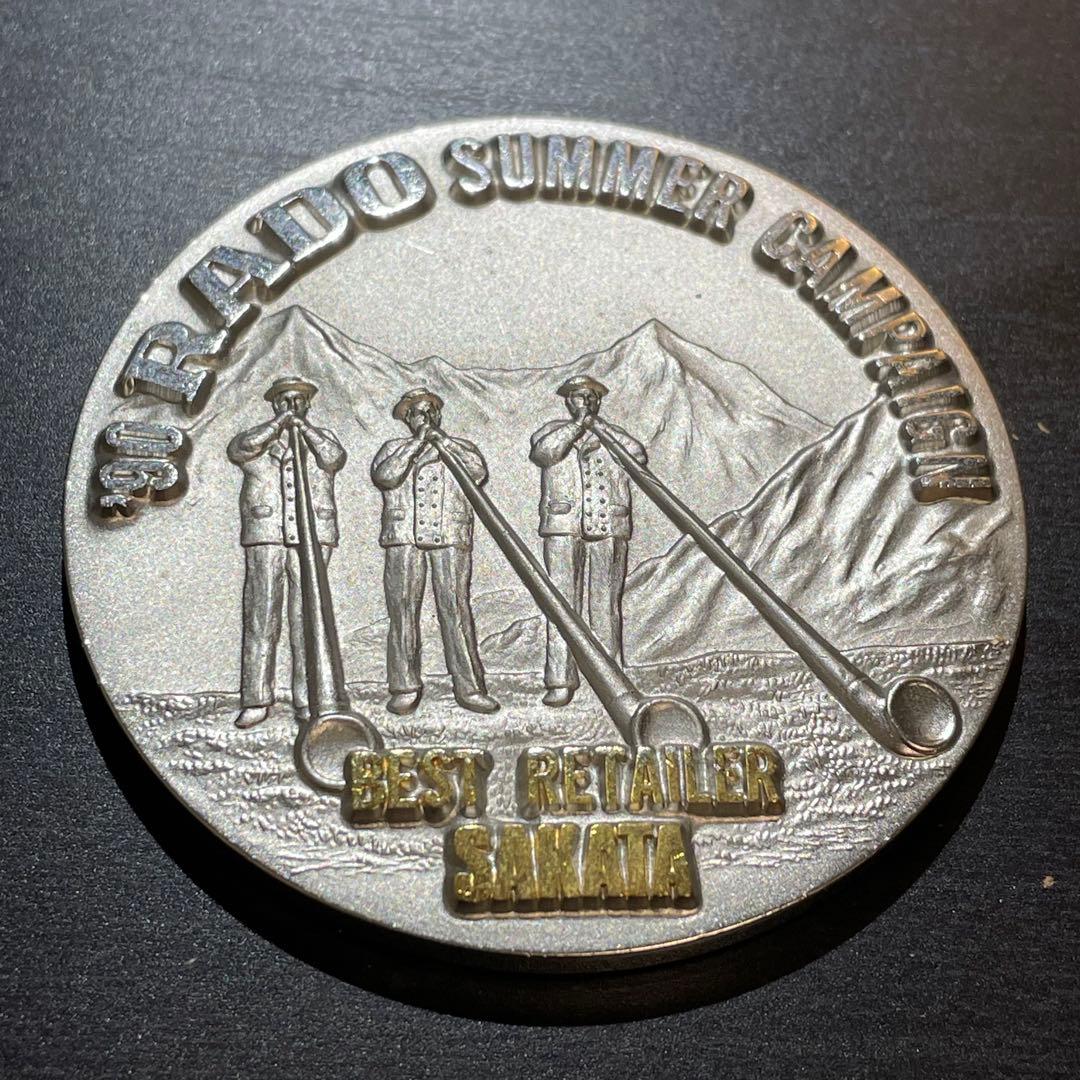 '90 RADO SUMMER CAMPAIGN
BEST RETAILER
SAKATA